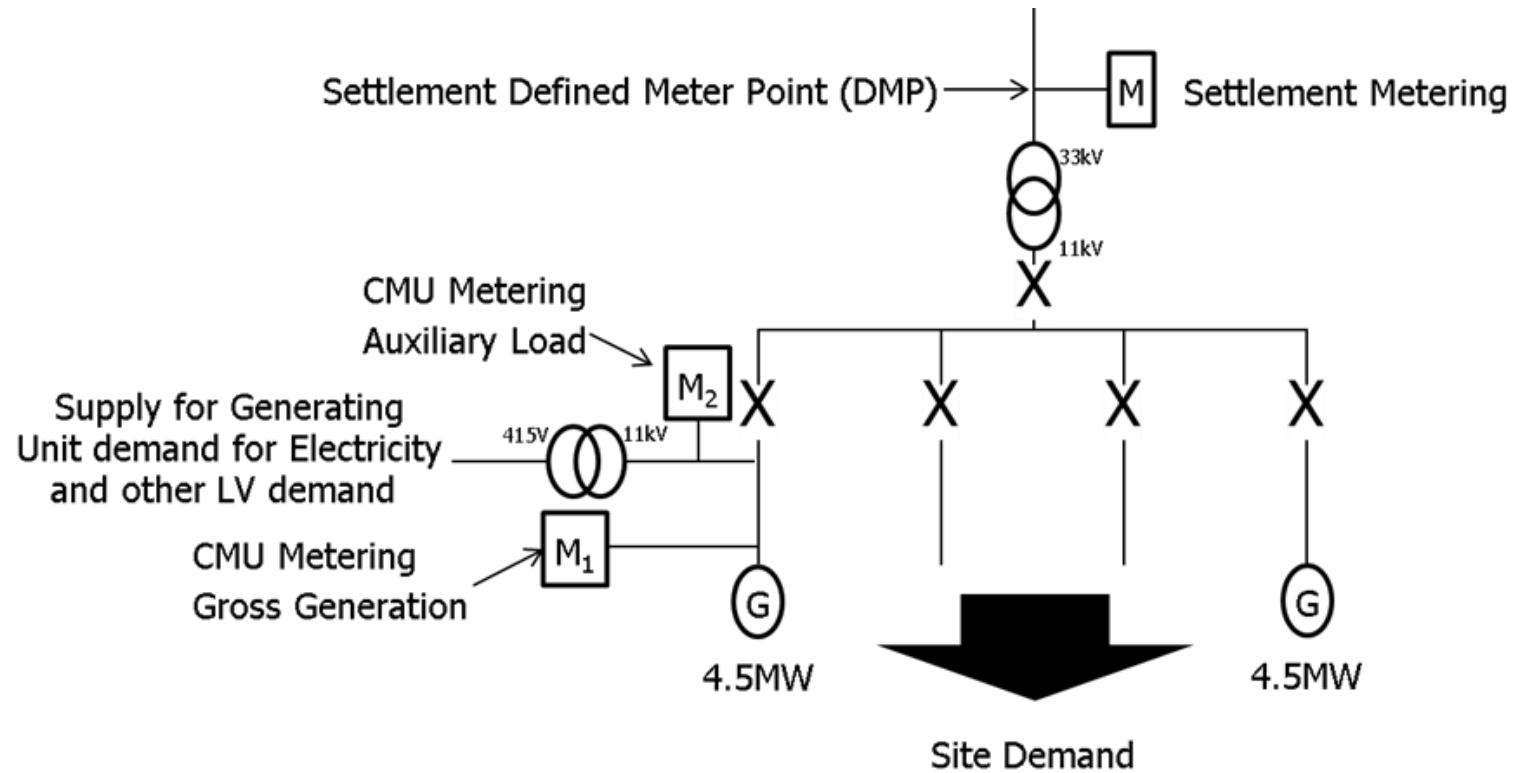 Settlement Defined Meter Point (DMP)
M
Settlement Metering
33kV
11kV
X
CMU Metering
Auxiliary Load
M₂
X
X
X
X
Supply for Generating
Unit demand for Electricity
and other LV demand
415V
11kV
CMU Metering
Gross Generation
M₁
G
G
4.5MW
4.5MW
Site Demand